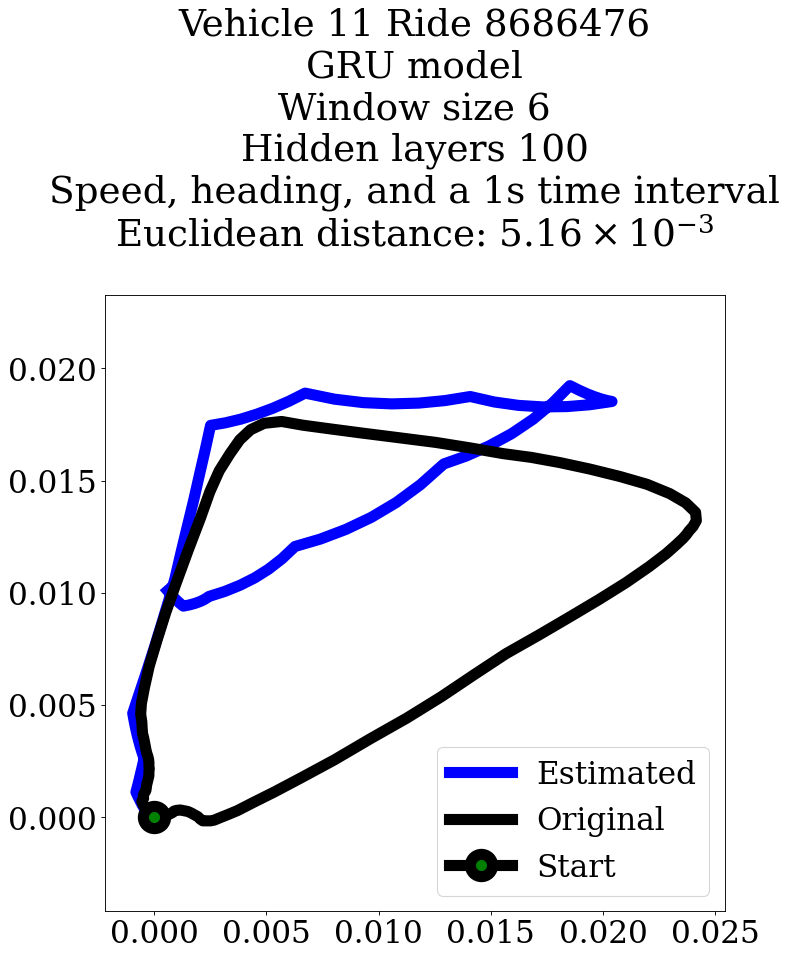 Vehicle 11 Ride 8686476
GRU model
Window size 6
Hidden layers 100
Speed, heading, and a 1s time interval
Euclidean distance: 5.16 × 10⁻³
0.020
0.015
0.010
0.005
0.000
Estimated
Original
Start
0.000 0.005 0.010 0.015 0.020 0.025